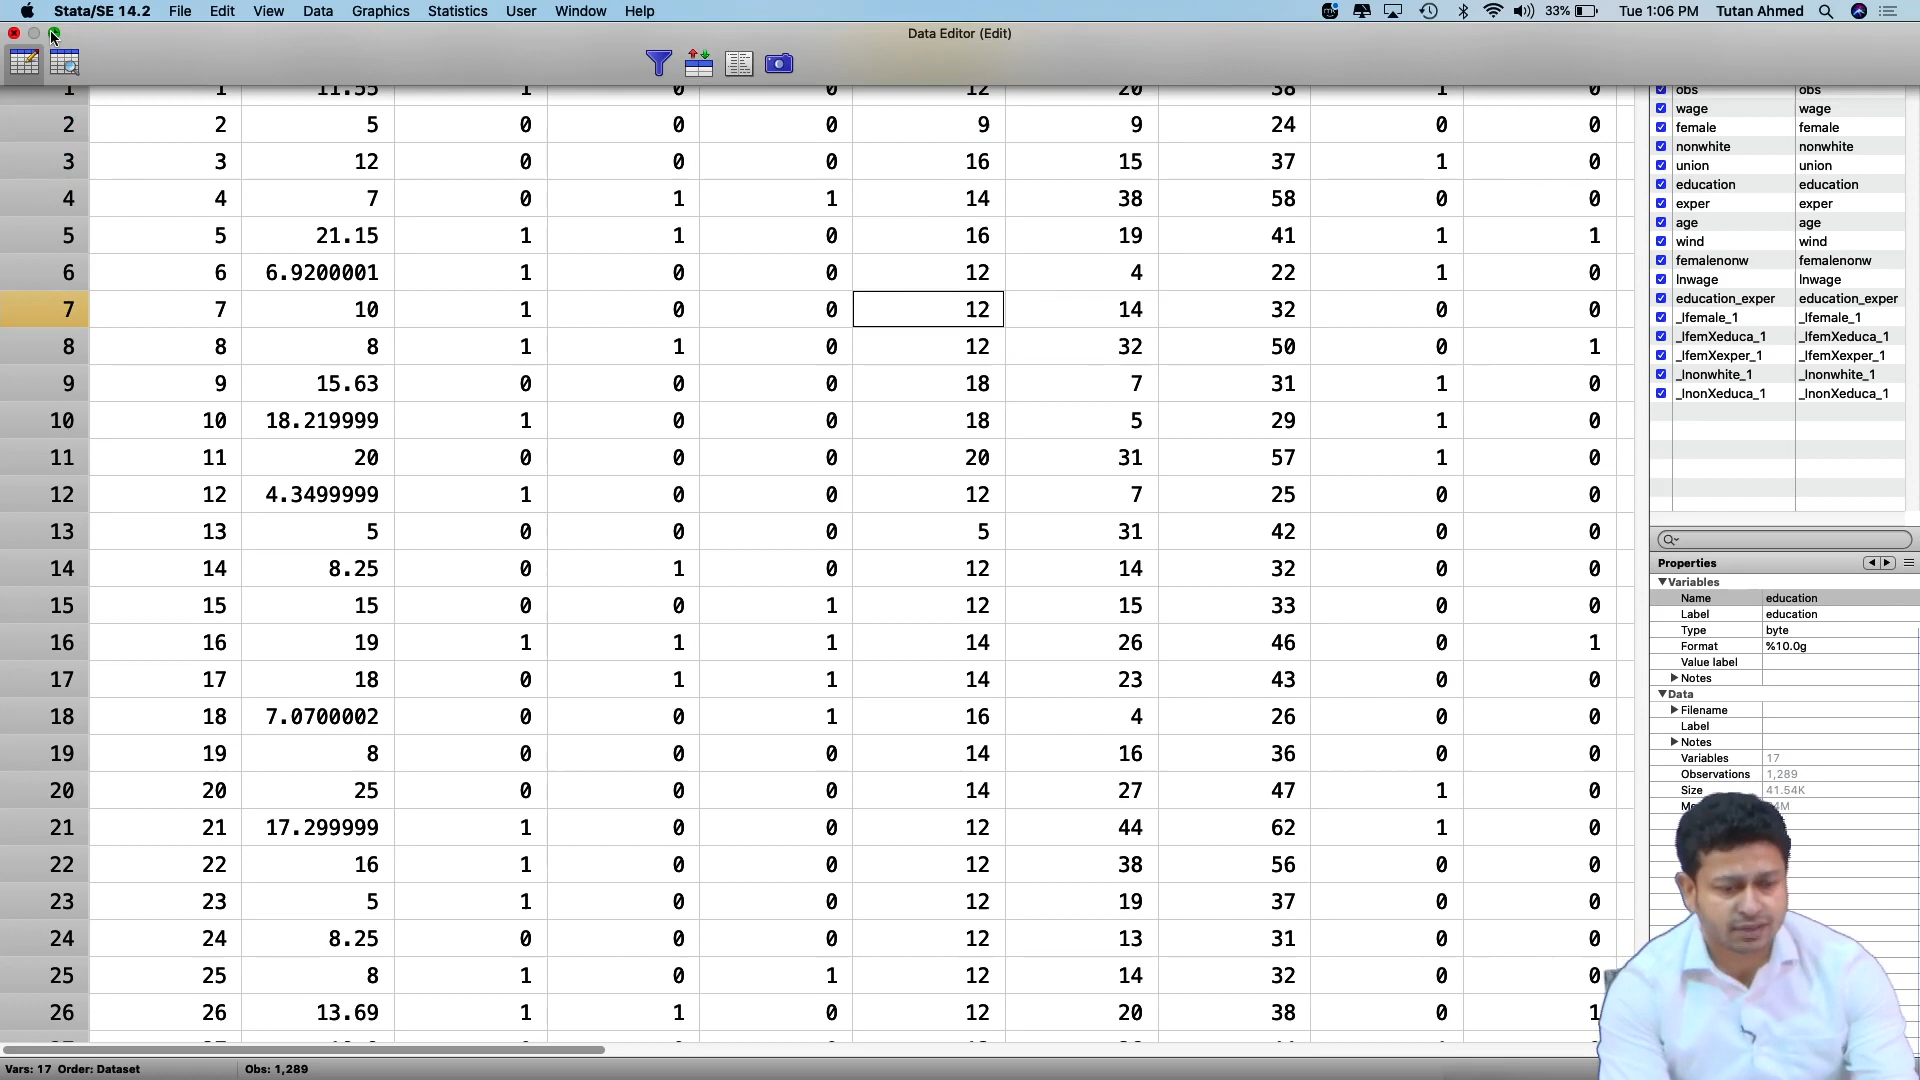 Stata/SE 14.2 File Edit View Data Graphics Statistics User Window Help 33% Tue 1:06 PM Tutan Ahmed
Data Editor (Edit)
1 1 11.55 1 0 0 12 20 38 1 0
2 2 5 0 0 0 9 9 24 0 0
3 3 12 0 0 0 16 15 37 1 0
4 4 7 0 1 1 14 38 58 0 0
5 5 21.15 1 1 0 16 19 41 1 1
6 6 6.9200001 1 0 0 12 4 22 1 0
7 7 10 1 0 0 12 14 32 0 0
8 8 8 1 1 0 12 32 50 0 1
9 9 15.63 0 0 0 18 7 31 1 0
10 10 18.219999 1 0 0 18 5 29 1 0
11 11 20 0 0 0 20 31 57 1 0
12 12 4.3499999 1 0 0 12 7 25 0 0
13 13 5 0 0 0 5 31 42 0 0
14 14 8.25 0 1 0 12 14 32 0 0
15 15 15 0 0 1 12 15 33 0 0
16 16 19 1 1 1 14 26 46 0 1
17 17 18 0 1 1 14 23 43 0 0
18 18 7.0700002 0 0 1 16 4 26 0 0
19 19 8 0 0 0 14 16 36 0 0
20 20 25 0 0 0 14 27 47 1 0
21 21 17.299999 1 0 0 12 44 62 1 0
22 22 16 1 0 0 12 38 56 0 0
23 23 5 1 0 0 12 19 37 0 0
24 24 8.25 0 0 0 12 13 31 0 0
25 25 8 1 0 1 12 14 32 0 0
26 26 13.69 1 1 0 12 20 38 0 1
obs obs
wage wage
female female
nonwhite nonwhite
union union
education education
exper exper
age age
wind wind
femalenonw femalenonw
lnwage lnwage
education_exper education_exper
_Ifemale_1 _Ifemale_1
_IfemXeduca_1 _IfemXeduca_1
_IfemXexper_1 _IfemXexper_1
_Inonwhite_1 _Inonwhite_1
_InonXeduca_1 _InonXeduca_1
Properties
Variables
Name education
Label education
Type byte
Format %10.0g
Value label
Notes
Data
Filename
Label
Notes
Variables 17
Observations 1,289
Size 41.54K
Vars: 17 Order: Dataset Obs: 1,289